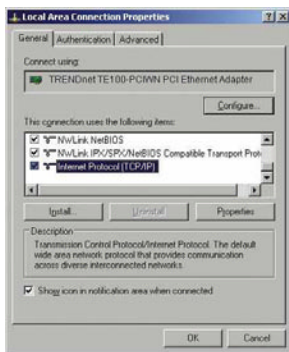 Local Area Connection Properties
General Authentication Advanced
Connect using:
TRENDnet TE100-PCIWN PCI Ethernet Adapter
Configure...
This connection uses the following items:
NWLink NetBIOS
NWLink IPX/SPX/NetBIOS Compatible Transport Proto
Internet Protocol (TCP/IP)
Install... Uninstall Properties
Description
Transmission Control Protocol/Internet Protocol. The default
wide area network protocol that provides communication
across diverse interconnected networks.
Show icon in notification area when connected
OK Cancel